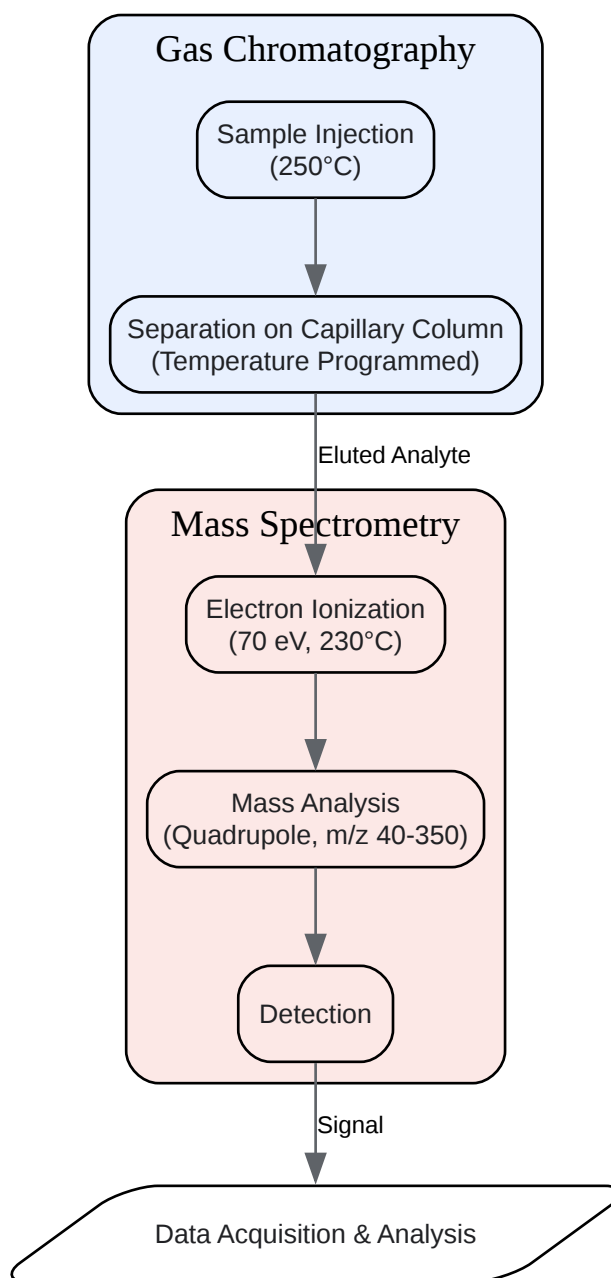 Gas Chromatography
Sample Injection
(250°C)
Separation on Capillary Column
(Temperature Programmed)
Eluted Analyte
Mass Spectrometry
Electron Ionization
(70 eV, 230°C)
Mass Analysis
(Quadrupole, m/z 40-350)
Detection
Signal
Data Acquisition & Analysis